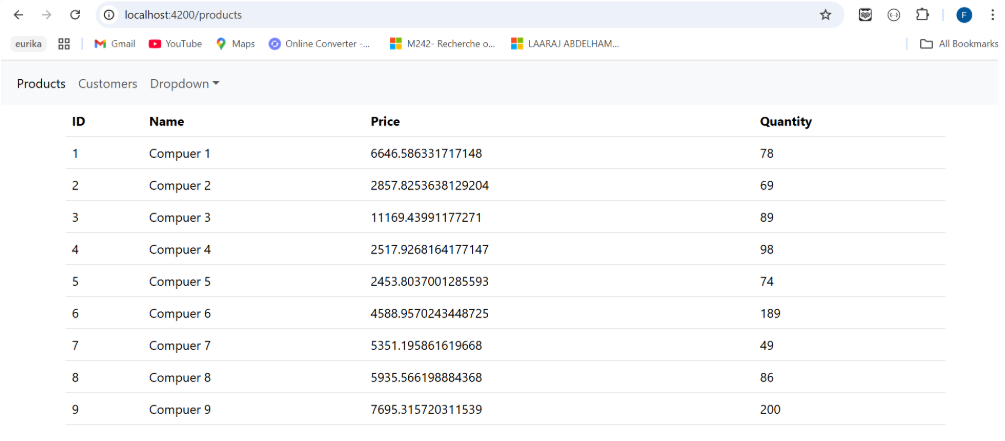 localhost:4200/products
F
eurika Gmail YouTube Maps Online Converter -... M242- Recherche o... LAARAJ ABDELHAM... All Bookmarks
Products Customers Dropdown
ID Name Price Quantity
1 Compuer 1 6646.586331717148 78
2 Compuer 2 2857.8253638129204 69
3 Compuer 3 11169.43991177271 89
4 Compuer 4 2517.9268164177147 98
5 Compuer 5 2453.8037001285593 74
6 Compuer 6 4588.9570243448725 189
7 Compuer 7 5351.195861619668 49
8 Compuer 8 5935.566198884368 86
9 Compuer 9 7695.315720311539 200